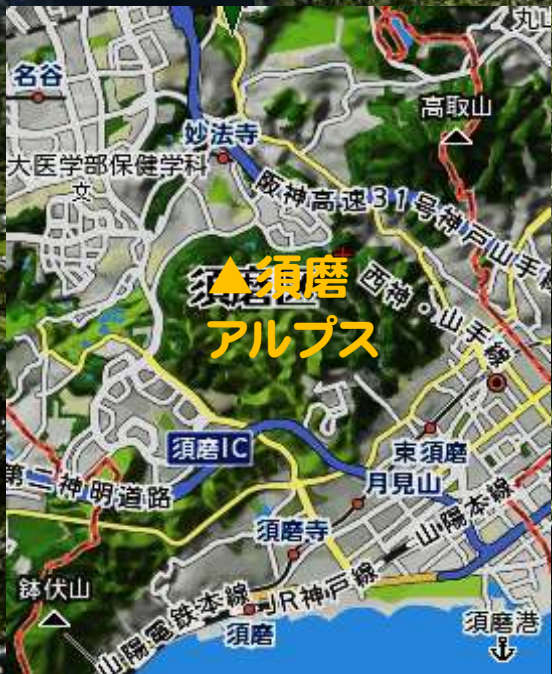 丸山
名谷
高取山
妙法寺
大医学部保健学科
文
阪神高速31号神戸山手線
▲須磨
アルプス
須磨区
西神・山手線
須磨IC
東須磨
第二神明道路
月見山
山陽本線
須磨寺
鉢伏山
JR神戸線
山陽電鉄本線
須磨
須磨港